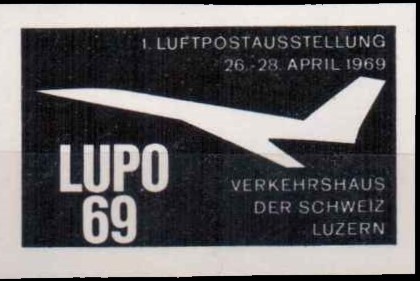 1. LUFTPOSTAUSSTELLUNG
26.-28. APRIL 1969
LUPO
69
VERKEHRSHAUS
DER SCHWEIZ
LUZERN